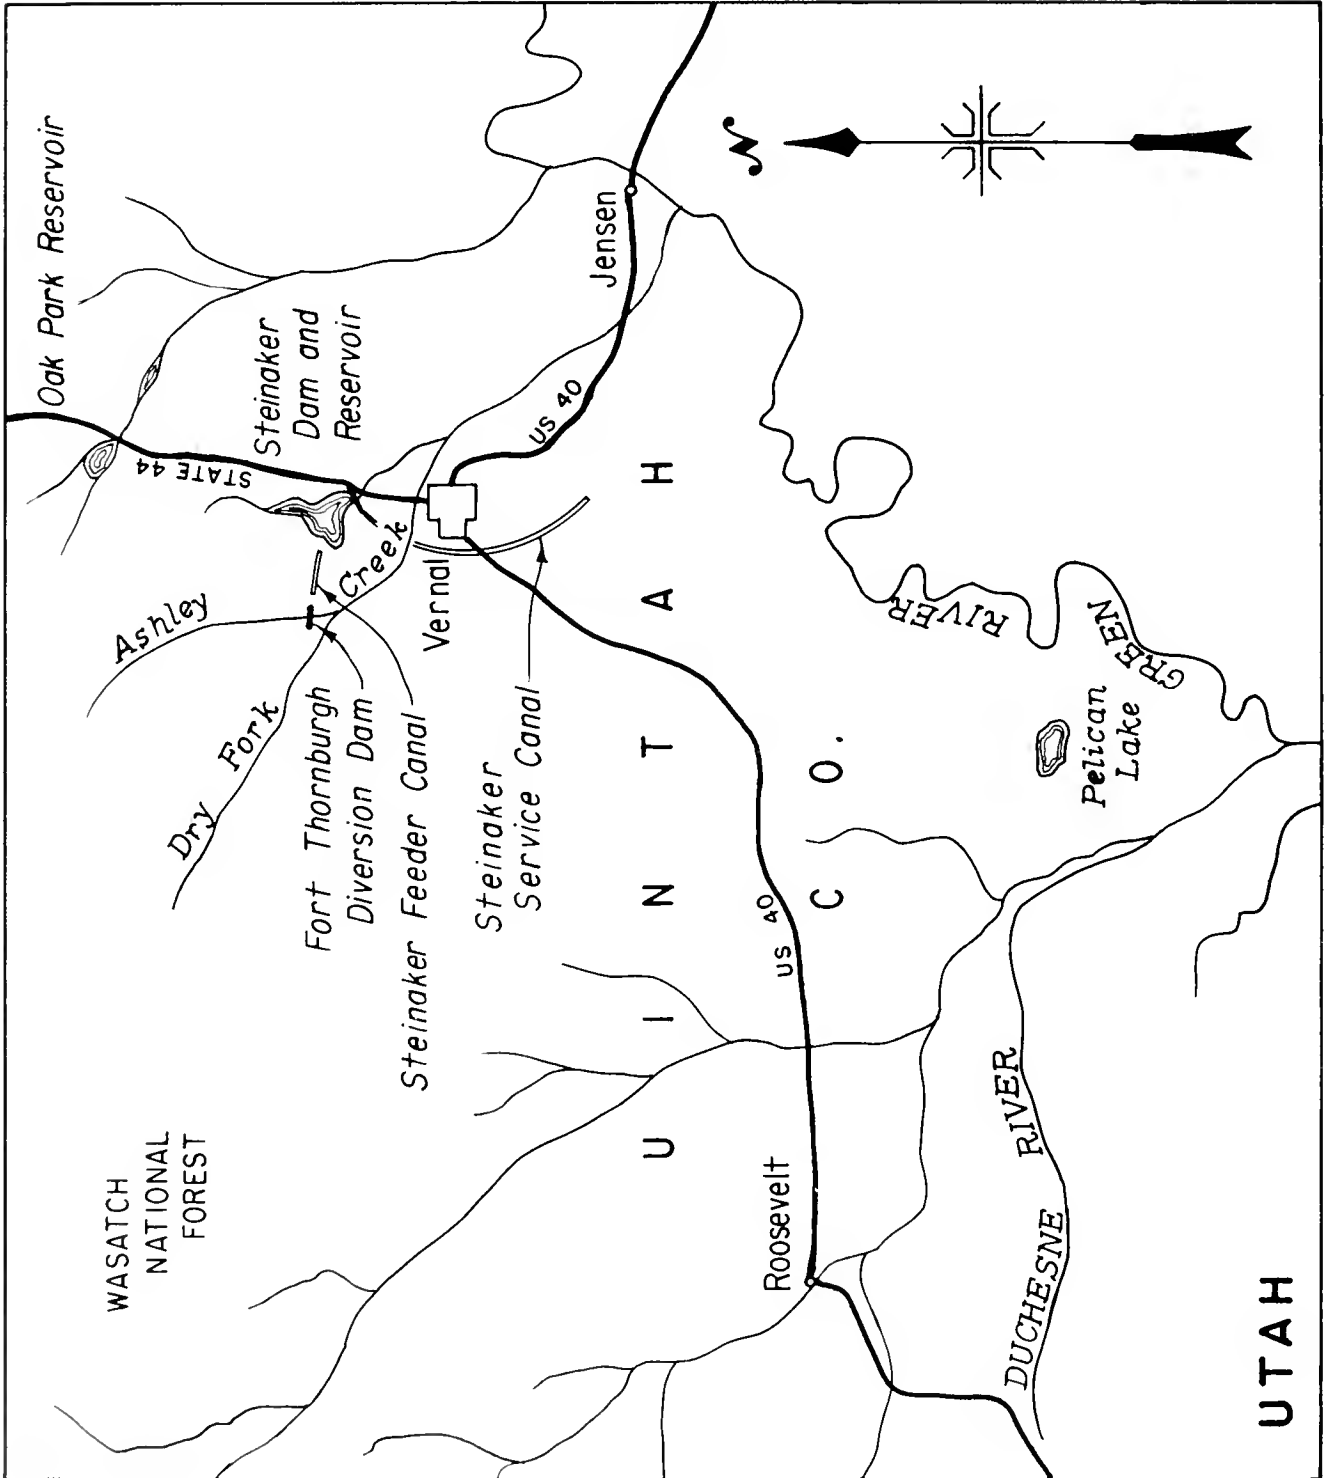 Oak Park Reservoir
STATE 44
Steinaker
Dam and
Reservoir
Ashley
Creek
Dry Fork
Fort Thornburgh
Diversion Dam
Steinaker Feeder Canal
Steinaker
Service Canal
Vernal
US 40
Jensen
N
WASATCH
NATIONAL
FOREST
UINTAH
CO.
US 40
Roosevelt
GREEN RIVER
Pelican
Lake
DUCHESNE RIVER
UTAH